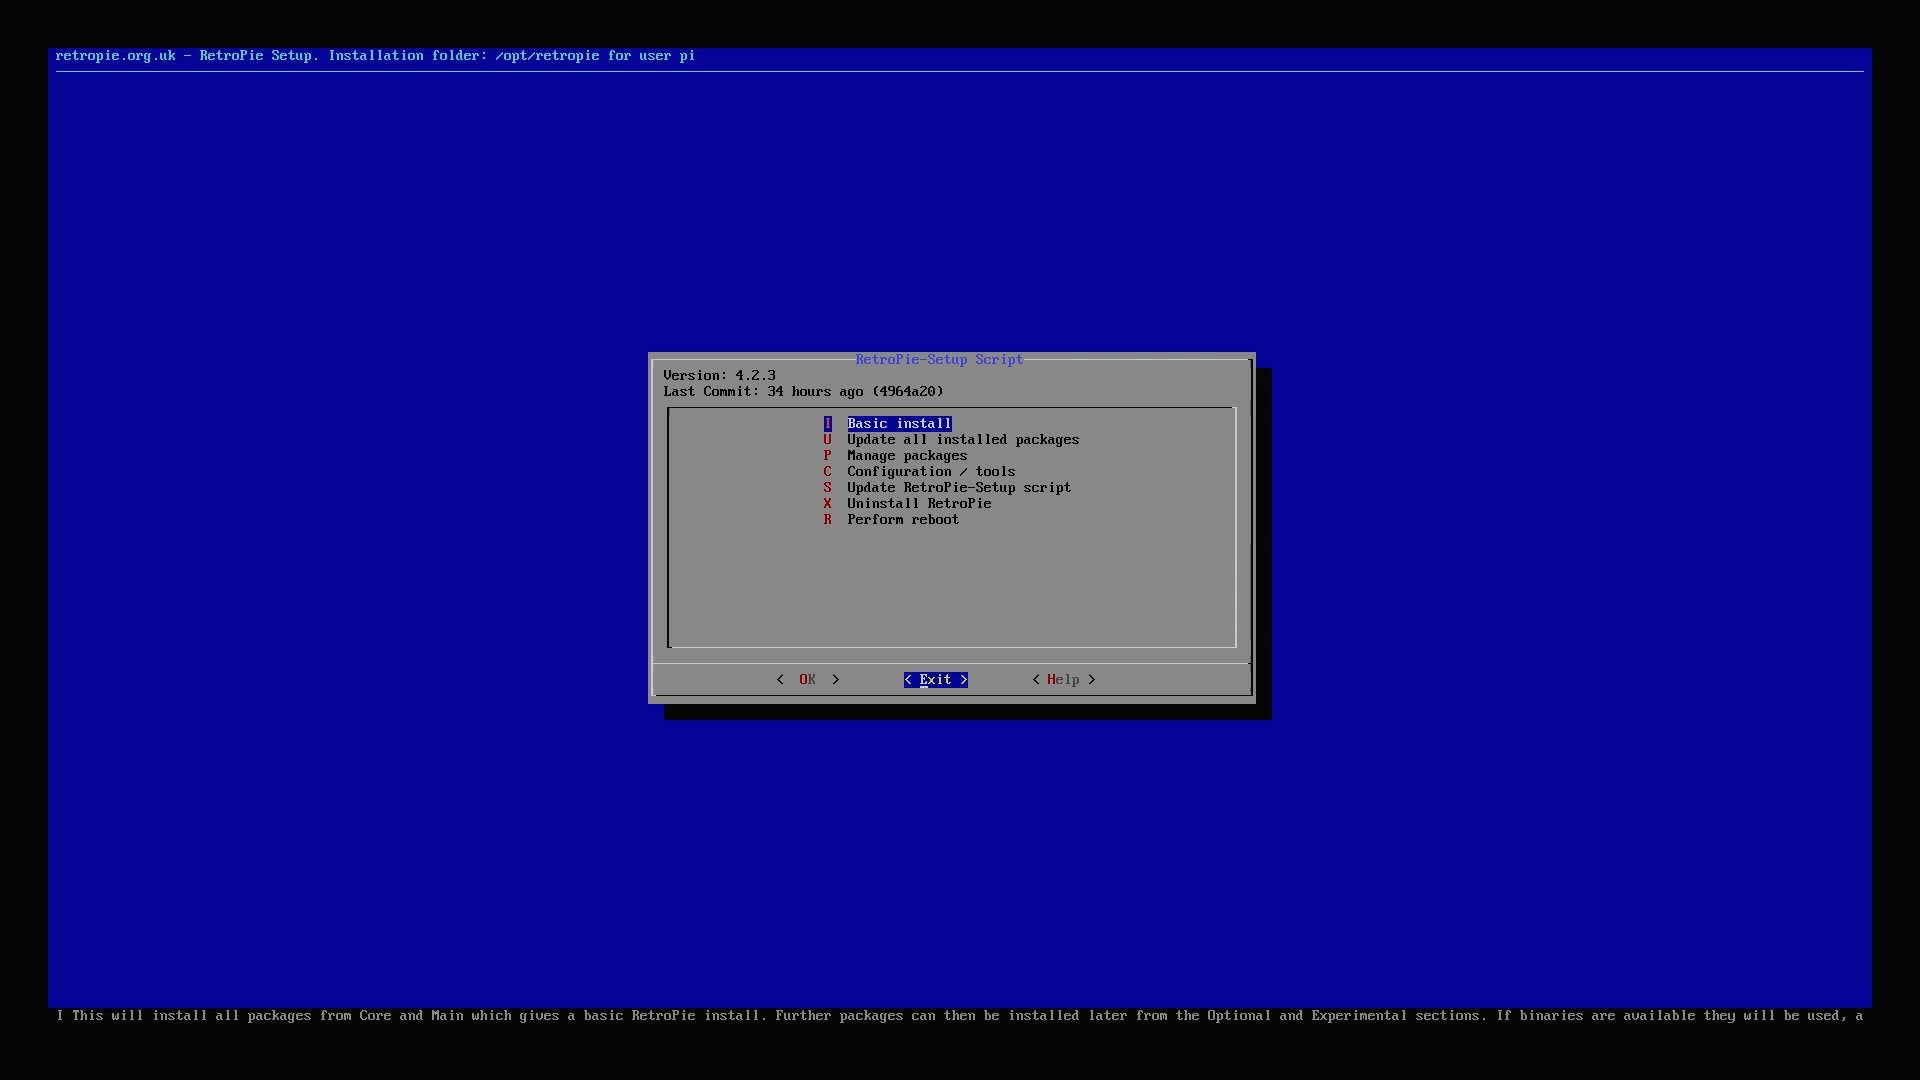 retropie.org.uk - RetroPie Setup. Installation folder: /opt/retropie for user pi
RetroPie-Setup Script
Version: 4.2.3
Last Commit: 34 hours ago (4964a20)
I Basic install
U Update all installed packages
P Manage packages
C Configuration / tools
S Update RetroPie-Setup script
X Uninstall RetroPie
R Perform reboot
< OK > < Exit > < Help >
I This will install all packages from Core and Main which gives a basic RetroPie install. Further packages can then be installed later from the Optional and Experimental sections. If binaries are available they will be used, a